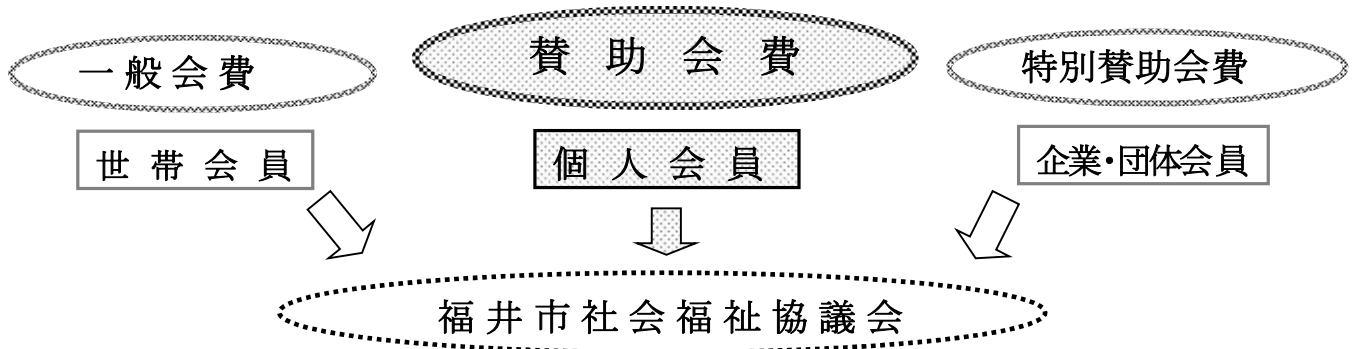 一般会費
賛助会費
特別賛助会費
世帯会員
個人会員
企業・団体会員
福井市社会福祉協議会